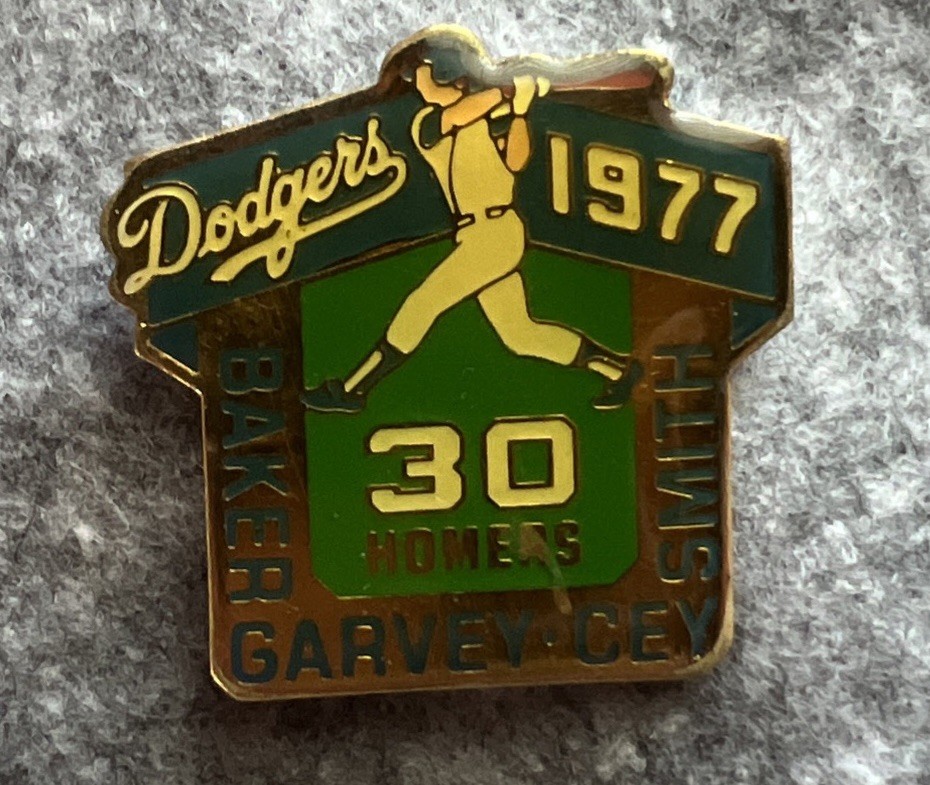 Dodgers 1977
30
HOMERS
BAKER
GARVEY·CEY
SMITH